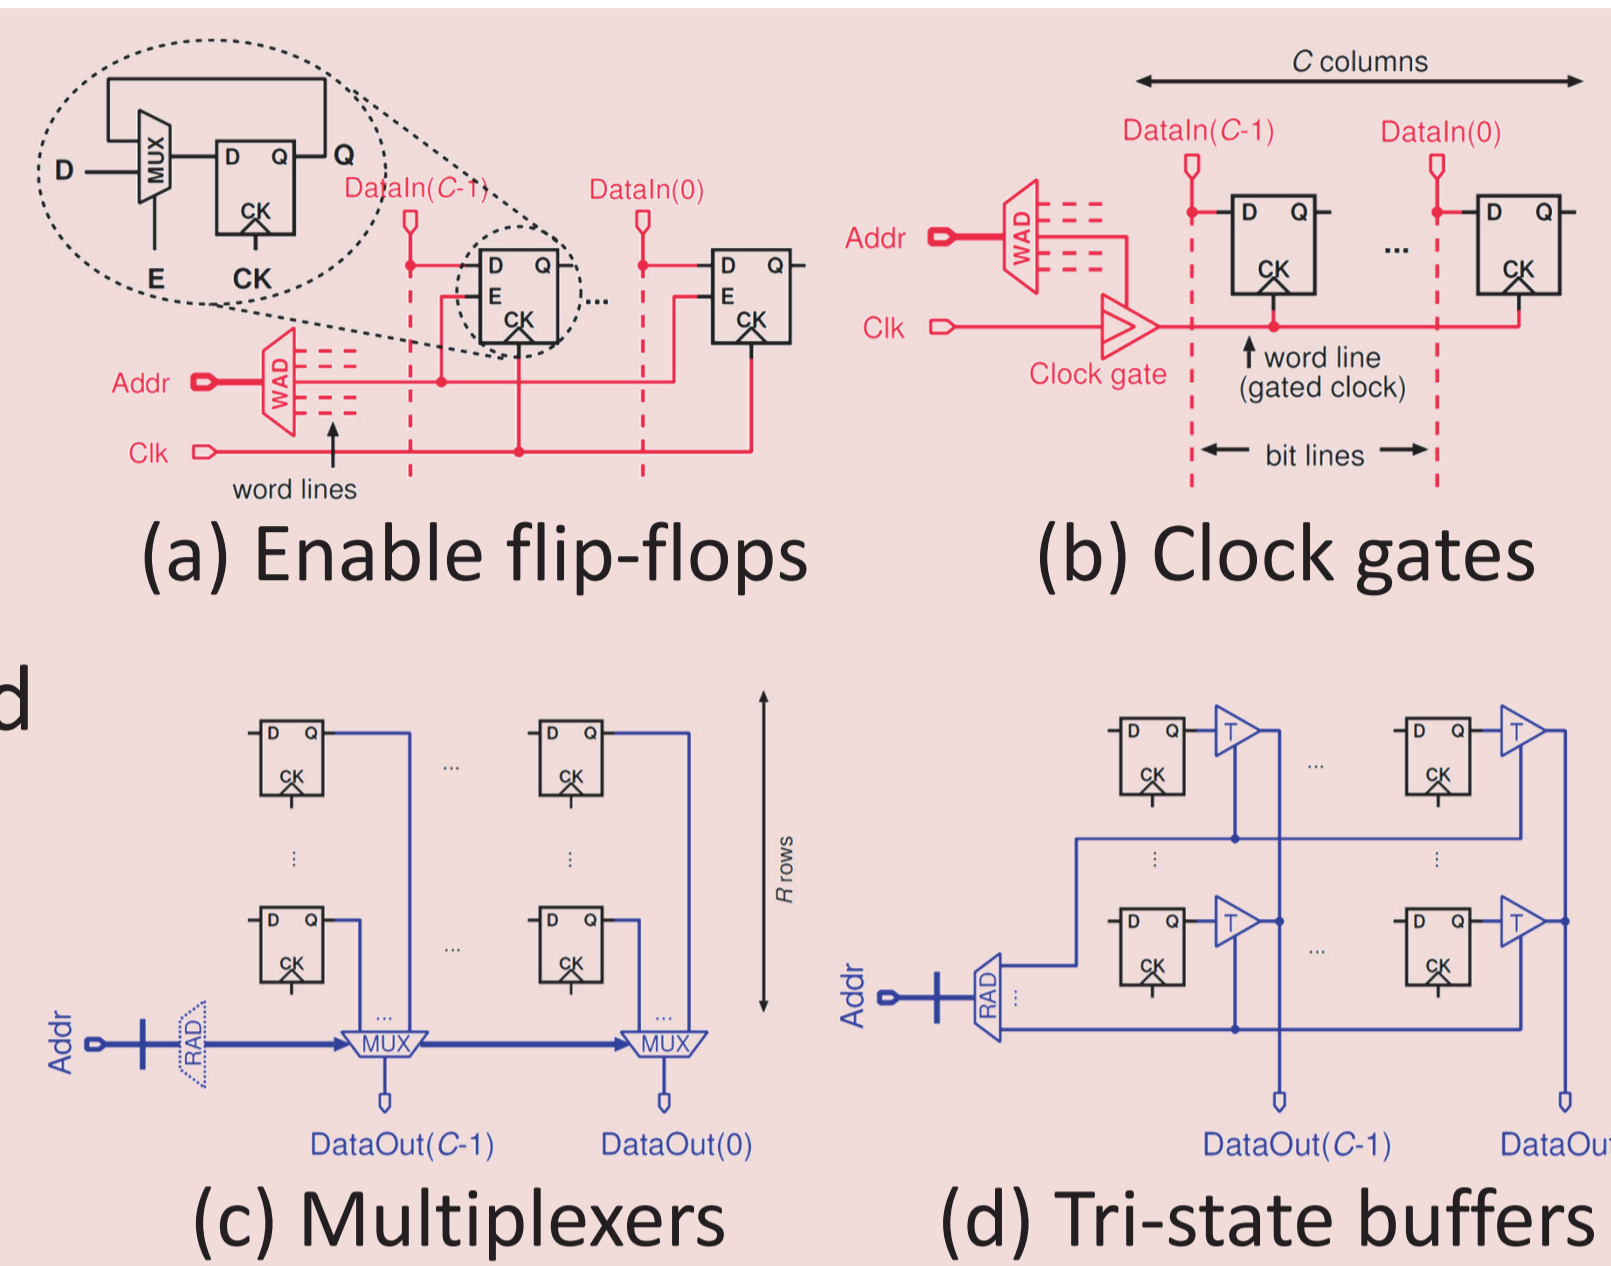 D
MUX
D
Q
CK
Q
E
CK
DataIn(C-1)
DataIn(0)
D
Q
E
CK
...
D
Q
E
CK
Addr
WAD
Clk
word lines
(a) Enable flip-flops
C columns
DataIn(C-1)
DataIn(0)
Addr
WAD
D
Q
CK
...
D
Q
CK
Clk
Clock gate
word line
(gated clock)
bit lines
(b) Clock gates
d
D
Q
CK
...
D
Q
CK
...
...
R rows
D
Q
CK
...
D
Q
CK
Addr
RAD
...
MUX
...
MUX
DataOut(C-1)
DataOut(0)
(c) Multiplexers
D
Q
CK
T
...
D
Q
CK
T
...
...
D
Q
CK
T
...
D
Q
CK
T
Addr
RAD
...
DataOut(C-1)
DataOu
(d) Tri-state buffers